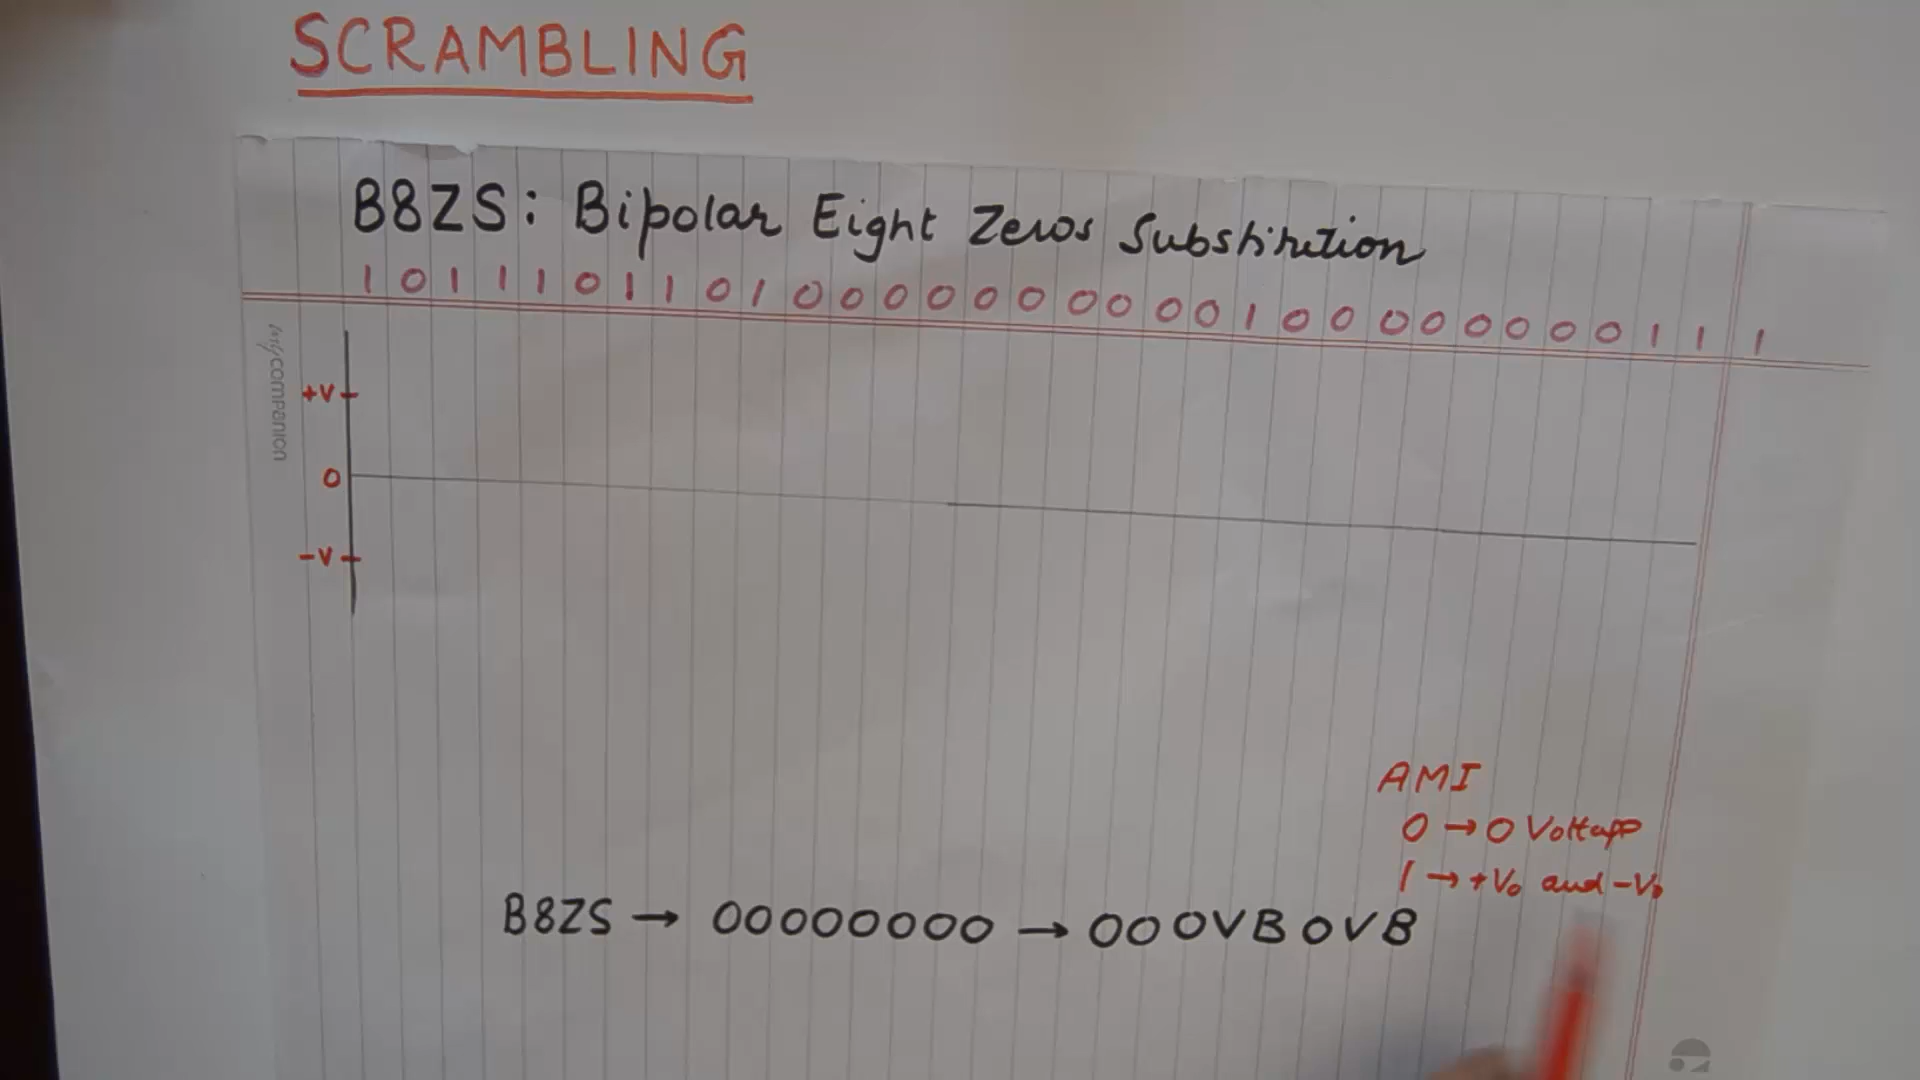 SCRAMBLING
B8ZS: Bipolar Eight Zeros Substitution
1 0 1 1 1 0 1 1 0 1 0 0 0 0 0 0 0 0 0 0 1 0 0 0 0 0 0 0 0 1 1 1
my companion
+V
0
-V
AMI
0 → 0 Voltage
1 → +V₀ and -V₀
B8ZS → 00000000 → 000VB0VB